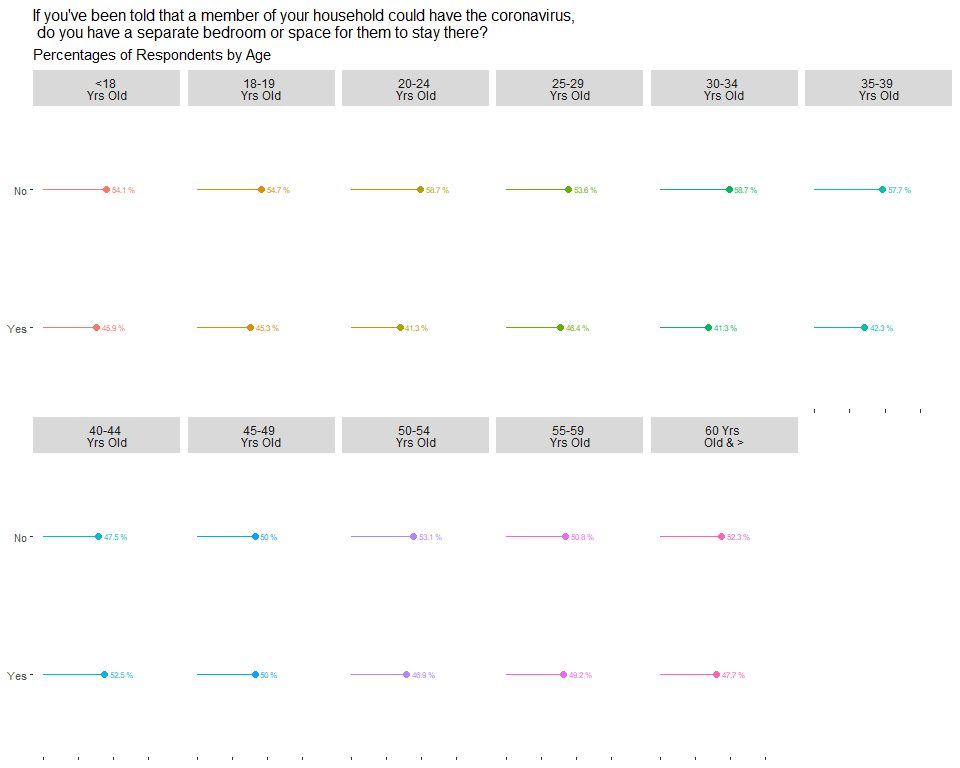 If you've been told that a member of your household could have the coronavirus,
do you have a separate bedroom or space for them to stay there?
Percentages of Respondents by Age
<18
Yrs Old
18-19
Yrs Old
20-24
Yrs Old
25-29
Yrs Old
30-34
Yrs Old
35-39
Yrs Old
No
54.1 %
54.7 %
58.7 %
53.6 %
58.7 %
57.7 %
Yes
45.9 %
45.3 %
41.3 %
46.4 %
41.3 %
42.3 %
40-44
Yrs Old
45-49
Yrs Old
50-54
Yrs Old
55-59
Yrs Old
60 Yrs
Old & >
No
47.5 %
50 %
53.1 %
50.8 %
52.3 %
Yes
52.5 %
50 %
46.9 %
49.2 %
47.7 %